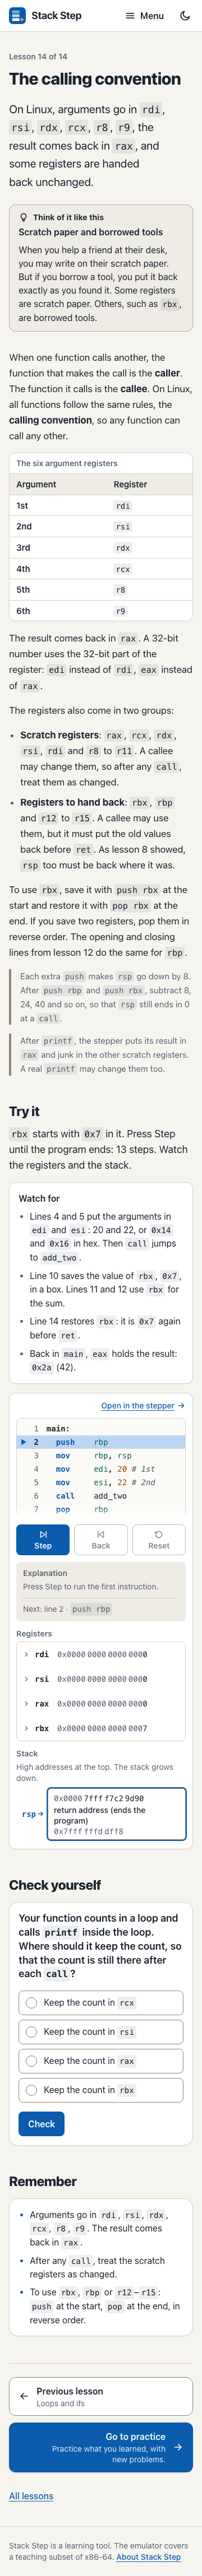 Stack Step
Menu
Lesson 14 of 14
The calling convention
On Linux, arguments go in rdi,
rsi, rdx, rcx, r8, r9, the
result comes back in rax, and
some registers are handed
back unchanged.
Think of it like this
Scratch paper and borrowed tools
When you help a friend at their desk,
you may write on their scratch paper.
But if you borrow a tool, you put it back
exactly as you found it. Some registers
are scratch paper. Others, such as rbx,
are borrowed tools.
When one function calls another, the
function that makes the call is the caller.
The function it calls is the callee. On Linux,
all functions follow the same rules, the
calling convention, so any function can
call any other.
The six argument registers
Argument Register
1st rdi
2nd rsi
3rd rdx
4th rcx
5th r8
6th r9
The result comes back in rax. A 32-bit
number uses the 32-bit part of the
register: edi instead of rdi, eax instead
of rax.
The registers also come in two groups:
• Scratch registers: rax, rcx, rdx,
rsi, rdi and r8 to r11. A callee
may change them, so after any call,
treat them as changed.
• Registers to hand back: rbx, rbp
and r12 to r15. A callee may use
them, but it must put the old values
back before ret. As lesson 8 showed,
rsp too must be back where it was.
To use rbx, save it with push rbx at the
start and restore it with pop rbx at the
end. If you save two registers, pop them in
reverse order. The opening and closing
lines from lesson 12 do the same for rbp.
Each extra push makes rsp go down by 8.
After push rbp and push rbx, subtract 8,
24, 40 and so on, so that rsp still ends in 0
at a call.
After printf, the stepper puts its result in
rax and junk in the other scratch registers.
A real printf may change them too.
Try it
rbx starts with 0x7 in it. Press Step
until the program ends: 13 steps. Watch
the registers and the stack.
Watch for
• Lines 4 and 5 put the arguments in
edi and esi: 20 and 22, or 0x14
and 0x16 in hex. Then call jumps
to add_two.
• Line 10 saves the value of rbx, 0x7,
in a box. Lines 11 and 12 use rbx for
the sum.
• Line 14 restores rbx: it is 0x7 again
before ret.
• Back in main, eax holds the result:
0x2a (42).
Open in the stepper →
1 main:
2 push rbp
3 mov rbp, rsp
4 mov edi, 20 # 1st
5 mov esi, 22 # 2nd
6 call add_two
7 pop rbp
Step
Back
Reset
Explanation
Press Step to run the first instruction.
Next: line 2 · push rbp
Registers
rdi 0x0000 0000 0000 0000
rsi 0x0000 0000 0000 0000
rax 0x0000 0000 0000 0000
rbx 0x0000 0000 0000 0007
Stack
High addresses at the top. The stack grows
down.
rsp →
0x0000 7fff f7c2 9d90
return address (ends the
program)
0x7fff fffd dff8
Check yourself
Your function counts in a loop and
calls printf inside the loop.
Where should it keep the count, so
that the count is still there after
each call?
Keep the count in rcx
Keep the count in rsi
Keep the count in rax
Keep the count in rbx
Check
Remember
• Arguments go in rdi, rsi, rdx,
rcx, r8, r9. The result comes
back in rax.
• After any call, treat the scratch
registers as changed.
• To use rbx, rbp or r12–r15:
push at the start, pop at the end, in
reverse order.
Previous lesson
Loops and ifs
Go to practice
Practice what you learned, with
new problems.
All lessons
Stack Step is a learning tool. The emulator covers
a teaching subset of x86-64. About Stack Step